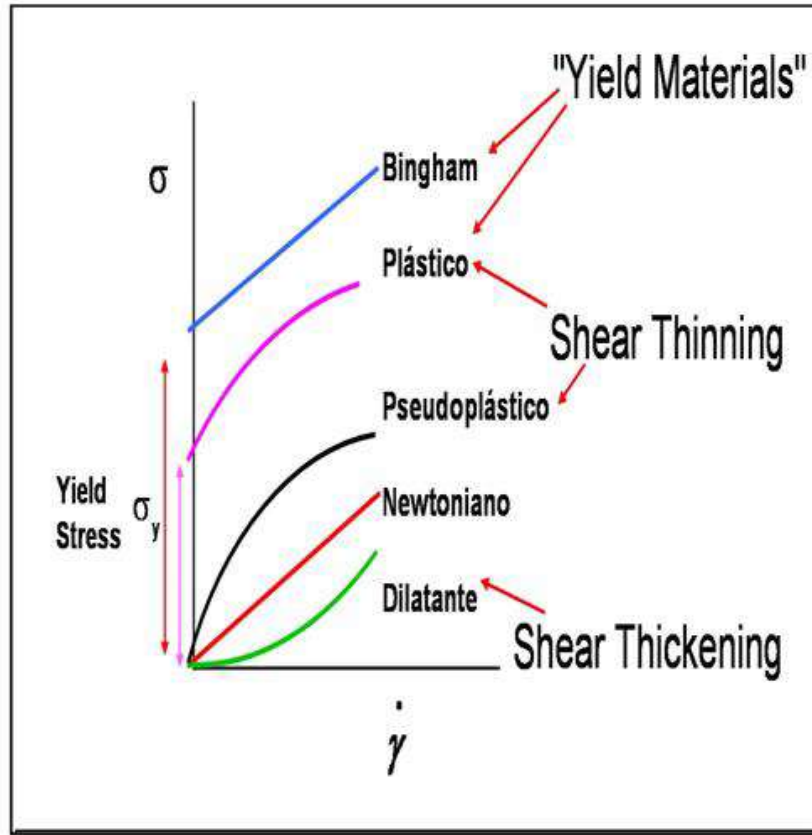 "Yield Materials"
σ
Bingham
Plástico
Shear Thinning
Pseudoplástico
Yield
Stress
σy
Newtoniano
Dilatante
Shear Thickening
γ̇